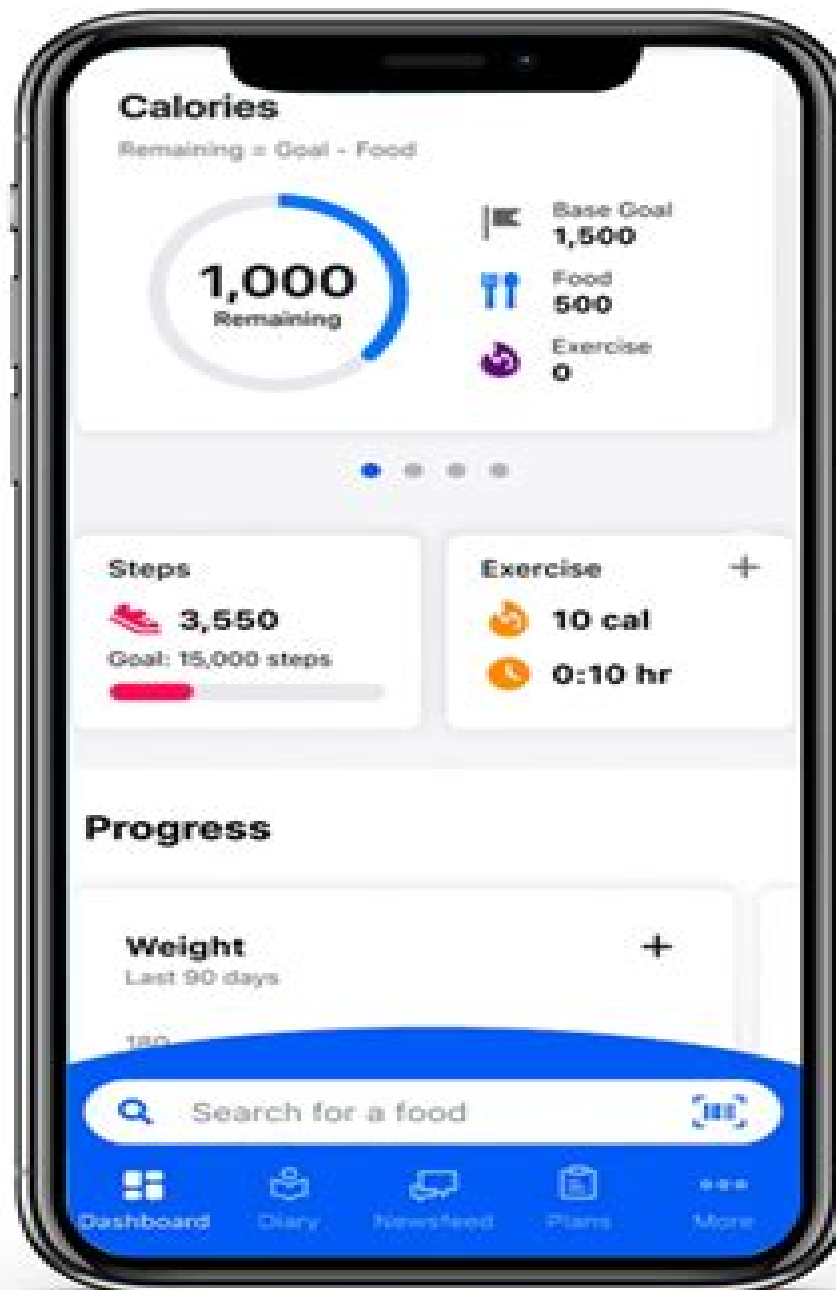 Calories
Remaining = Goal - Food
1,000
Remaining
Base Goal
1,500
Food
500
Exercise
0
Steps
3,550
Goal: 15,000 steps
Exercise
10 cal
0:10 hr
Progress
Weight
Last 90 days
180
Search for a food
Dashboard
Diary
Newsfeed
Plans
More